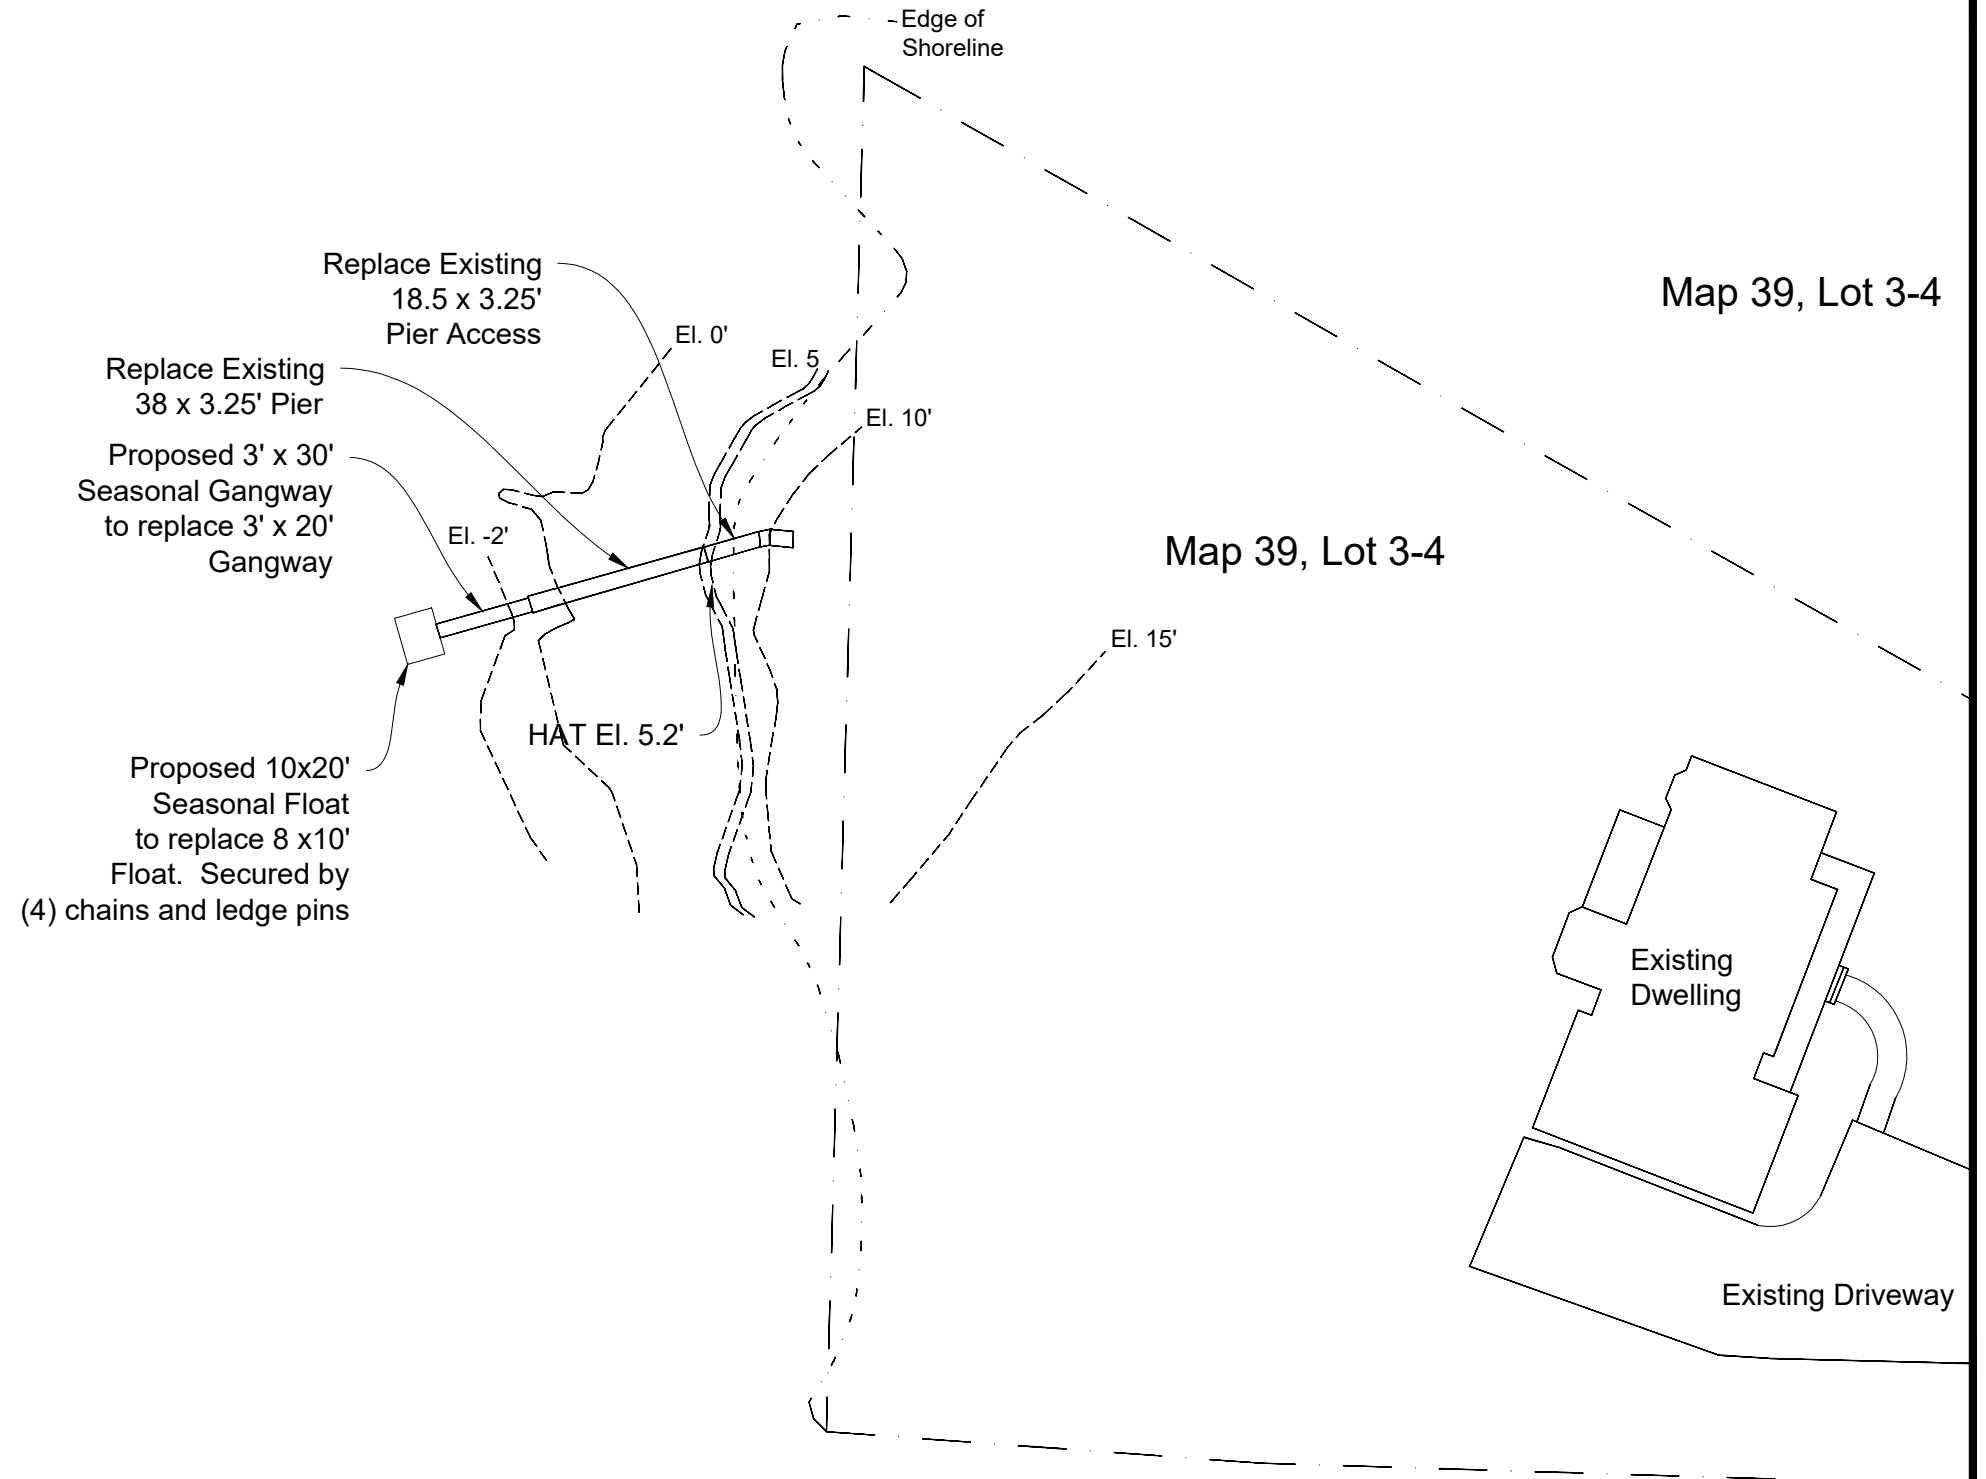 Edge of
Shoreline
Replace Existing
18.5 x 3.25'
Pier Access
Map 39, Lot 3-4
El. 0'
El. 5
Replace Existing
38 x 3.25' Pier
El. 10'
Proposed 3' x 30'
Seasonal Gangway
to replace 3' x 20'
Gangway
El. -2'
Map 39, Lot 3-4
El. 15'
HAT El. 5.2'
Proposed 10x20'
Seasonal Float
to replace 8 x10'
Float.  Secured by
(4) chains and ledge pins
Existing
Dwelling
Existing Driveway